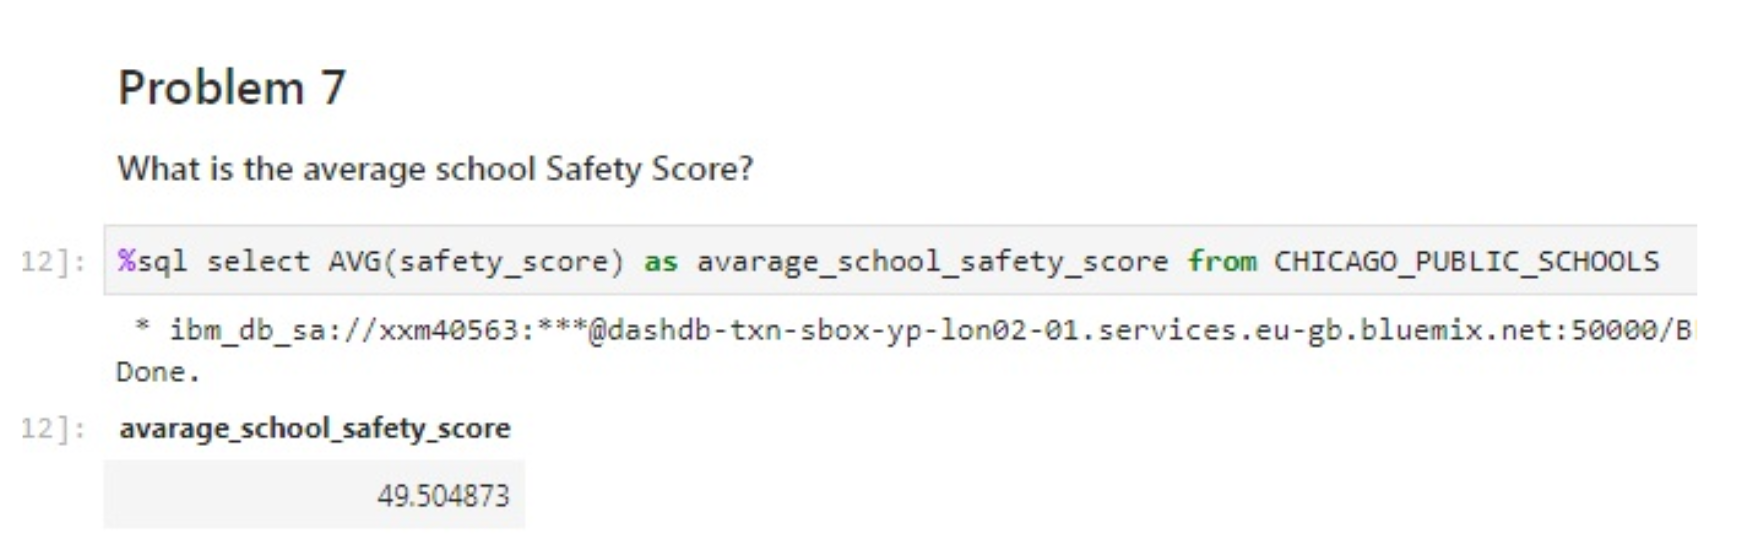 Problem 7
What is the average school Safety Score?
12]: %sql select AVG(safety_score) as avarage_school_safety_score from CHICAGO_PUBLIC_SCHOOLS
* ibm_db_sa://xxm40563:***@dashdb-txn-sbox-yp-lon02-01.services.eu-gb.bluemix.net:50000/B
Done.
12]: avarage_school_safety_score
49.504873